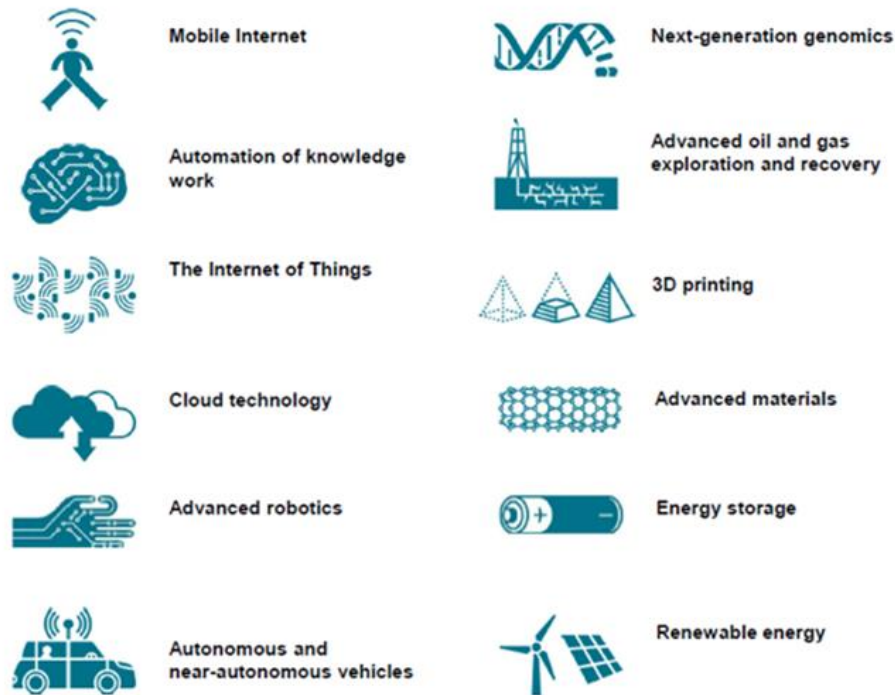 Mobile Internet
Automation of knowledge
work
The Internet of Things
Cloud technology
Advanced robotics
Autonomous and
near-autonomous vehicles
Next-generation genomics
Advanced oil and gas
exploration and recovery
3D printing
Advanced materials
Energy storage
Renewable energy